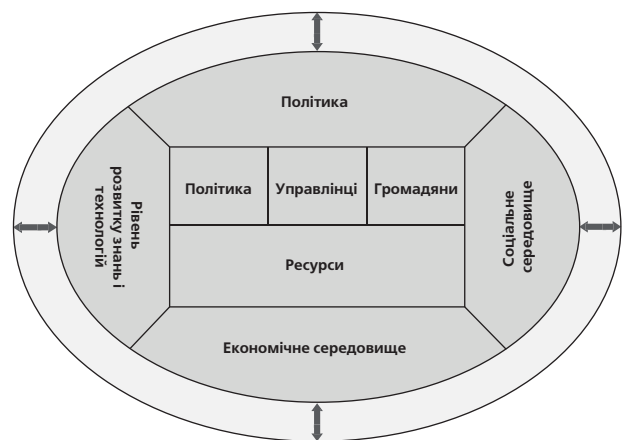 Політика
Рівень
розвитку знань і
технологій
Політика
Управлінці
Громадяни
Соціальне
середовище
Ресурси
Економічне середовище